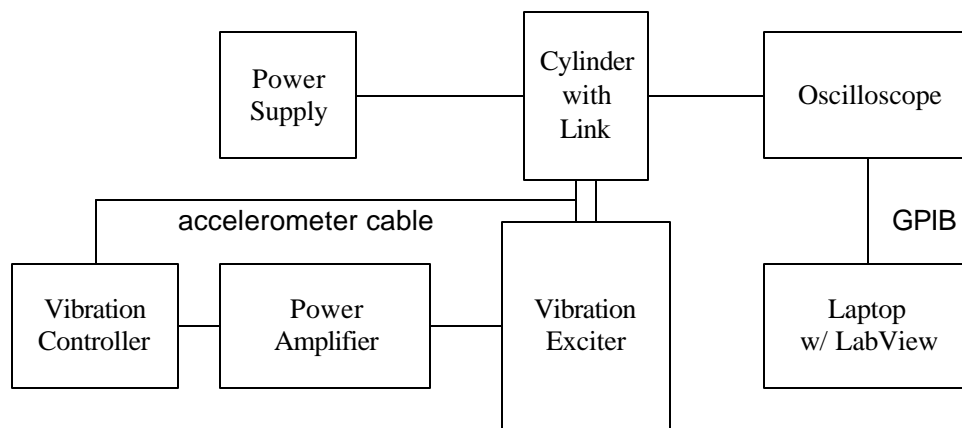 Power
Supply
Cylinder
with
Link
Oscilloscope
accelerometer cable
GPIB
Vibration
Controller
Power
Amplifier
Vibration
Exciter
Laptop
w/ LabView